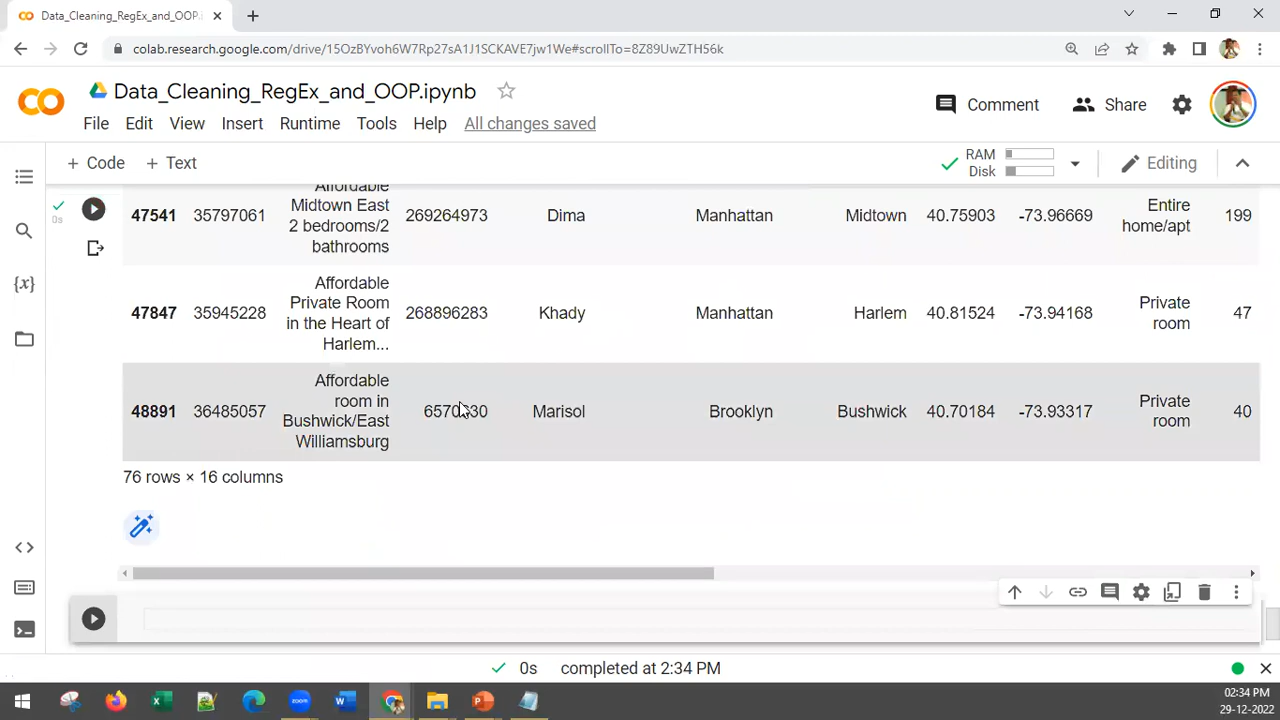 Data_Cleaning_RegEx_and_OOP.i
colab.research.google.com/drive/15OzBYvoh6W7Rp27sA1J1SCKAVE7jw1We#scrollTo=8Z89UwZTH56k
Data_Cleaning_RegEx_and_OOP.ipynb
Comment
Share
File Edit View Insert Runtime Tools Help All changes saved
+ Code + Text
RAM
Disk
Editing
0s
Affordable
Midtown East
2 bedrooms/2
bathrooms
47541 35797061 269264973 Dima Manhattan Midtown 40.75903 -73.96669 Entire home/apt 199
Affordable
Private Room
in the Heart of
Harlem...
47847 35945228 268896283 Khady Manhattan Harlem 40.81524 -73.94168 Private room 47
Affordable
room in
Bushwick/East
Williamsburg
48891 36485057 Marisol Brooklyn Bushwick 40.70184 -73.93317 Private room 40
76 rows × 16 columns
0s completed at 2:34 PM
02:34 PM
29-12-2022